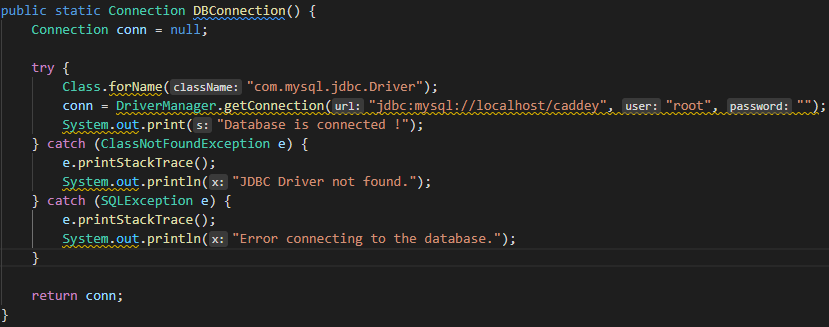 public static Connection DBConnection() {
Connection conn = null;
try {
Class.forName(className: "com.mysql.jdbc.Driver");
conn = DriverManager.getConnection(url: "jdbc:mysql://localhost/caddey", user: "root", password: "");
System.out.print(s: "Database is connected !");
} catch (ClassNotFoundException e) {
e.printStackTrace();
System.out.println(x: "JDBC Driver not found.");
} catch (SQLException e) {
e.printStackTrace();
System.out.println(x: "Error connecting to the database.");
}
return conn;
}